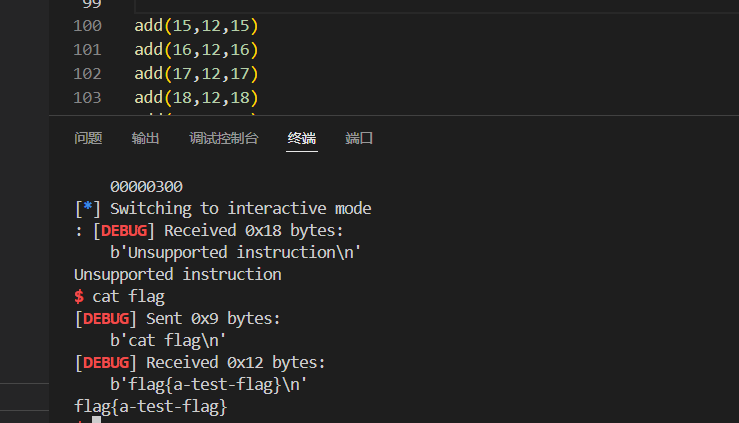 99
100 add(15,12,15)
101 add(16,12,16)
102 add(17,12,17)
103 add(18,12,18)
问题 输出 调试控制台 终端 端口
00000300
[*] Switching to interactive mode
: [DEBUG] Received 0x18 bytes:
b'Unsupported instruction\n'
Unsupported instruction
$ cat flag
[DEBUG] Sent 0x9 bytes:
b'cat flag\n'
[DEBUG] Received 0x12 bytes:
b'flag{a-test-flag}\n'
flag{a-test-flag}